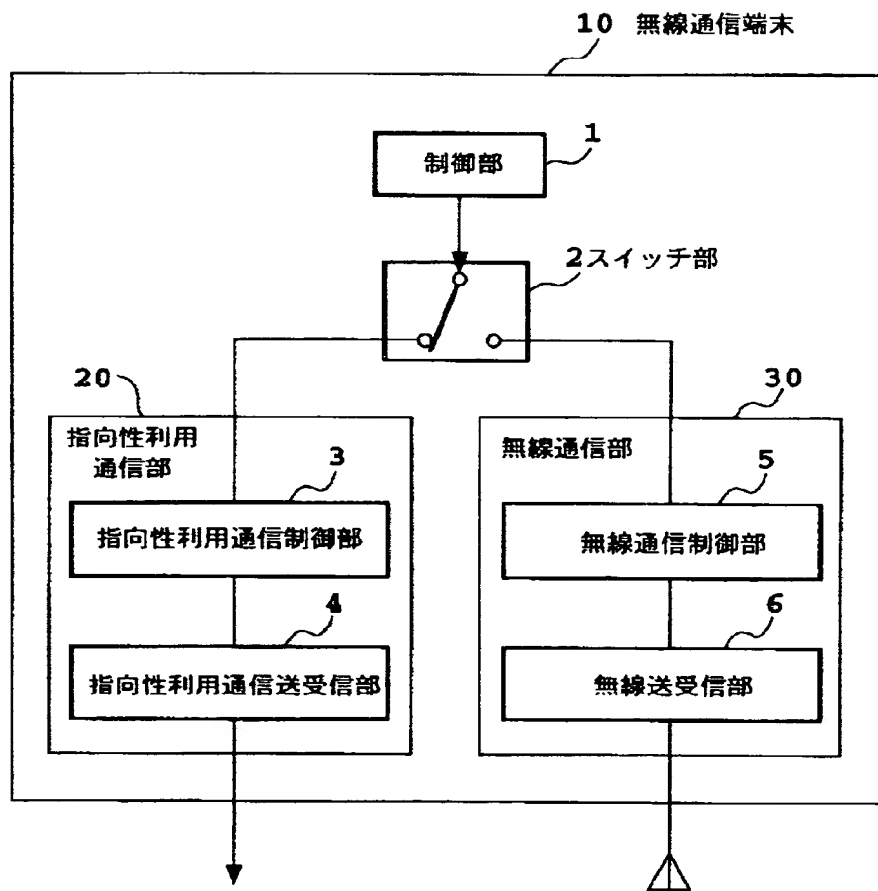 10 無線通信端末
1
制御部
2スイッチ部
20
30
指向性利用
通信部
無線通信部
3
5
指向性利用通信制御部
無線通信制御部
4
6
指向性利用通信送受信部
無線送受信部